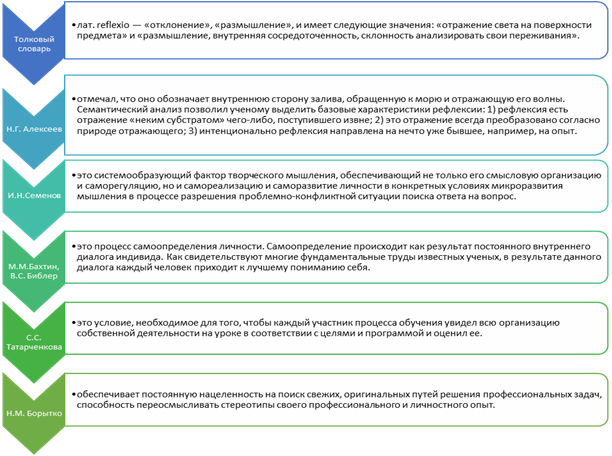 Толковый
словарь
•лат. reflexio — «отклонение», «размышление», и имеет следующие значения: «отражение света на поверхности
предмета» и «размышление, внутренняя сосредоточенность, склонность анализировать свои переживания».
Н.Г. Алексеев
•отмечал, что оно обозначает внутреннюю сторону залива, обращенную к морю и отражающую его волны.
Семантический анализ позволил ученому выделить базовые характеристики рефлексии: 1) рефлексия
есть отражение «неким субстратом» чего-либо, поступившего извне; 2) это отражение всегда преобразовано согласно
природе отражающего; 3) интенционально рефлексия направлена на нечто уже бывшее, например, на опыт.
И.Н.Семенов
•это системообразующий фактор творческого мышления, обеспечивающий не только его смысловую организацию
и саморегуляцию, но и самореализацию и саморазвитие личности в конкретных условиях микроразвития
мышления в процессе разрешения проблемно-конфликтной ситуации поиска ответа на вопрос.
М.М.Бахтин,
В.С. Библер
•это процесс самоопределения личности. Самоопределение происходит как результат постоянного внутреннего
диалога индивида. Как свидетельствуют многие фундаментальные труды известных ученых, в результате данного
диалога каждый человек приходит к лучшему пониманию себя.
С.С.
Татарченкова
•это условие, необходимое для того, чтобы каждый участник процесса обучения увидел всю организацию
собственной деятельности на уроке в соответствии с целями и программой и оценил ее.
Н.М. Борытко
•обеспечивает постоянную нацеленность на поиск свежих, оригинальных путей решения профессиональных задач,
способность переосмысливать стереотипы своего профессионального и личностного опыт.